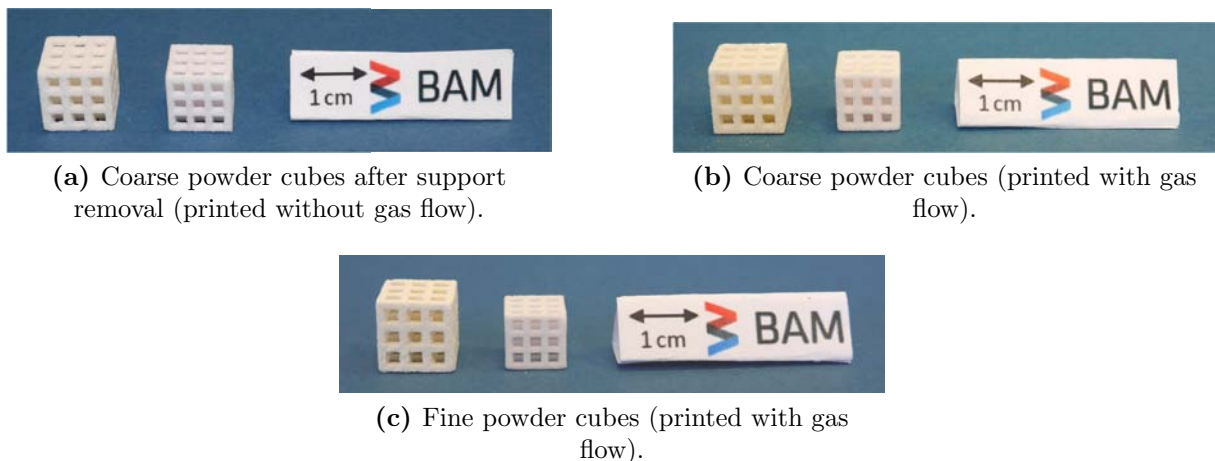 1 cm BAM
(a) Coarse powder cubes after support
removal (printed without gas flow).
1 cm BAM
(b) Coarse powder cubes (printed with gas
flow).
1 cm BAM
(c) Fine powder cubes (printed with gas
flow).